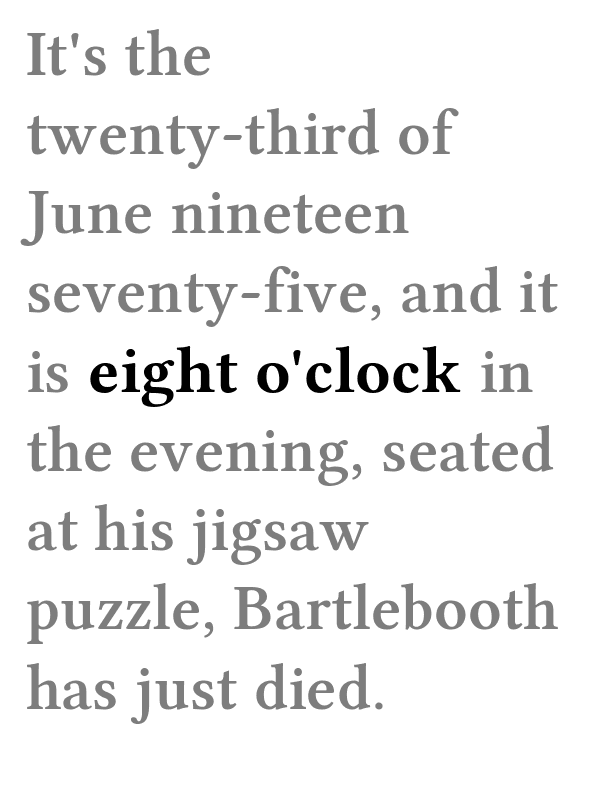 It's the
twenty-third of
June nineteen
seventy-five, and it
is eight o'clock in
the evening, seated
at his jigsaw
puzzle, Bartlebooth
has just died.